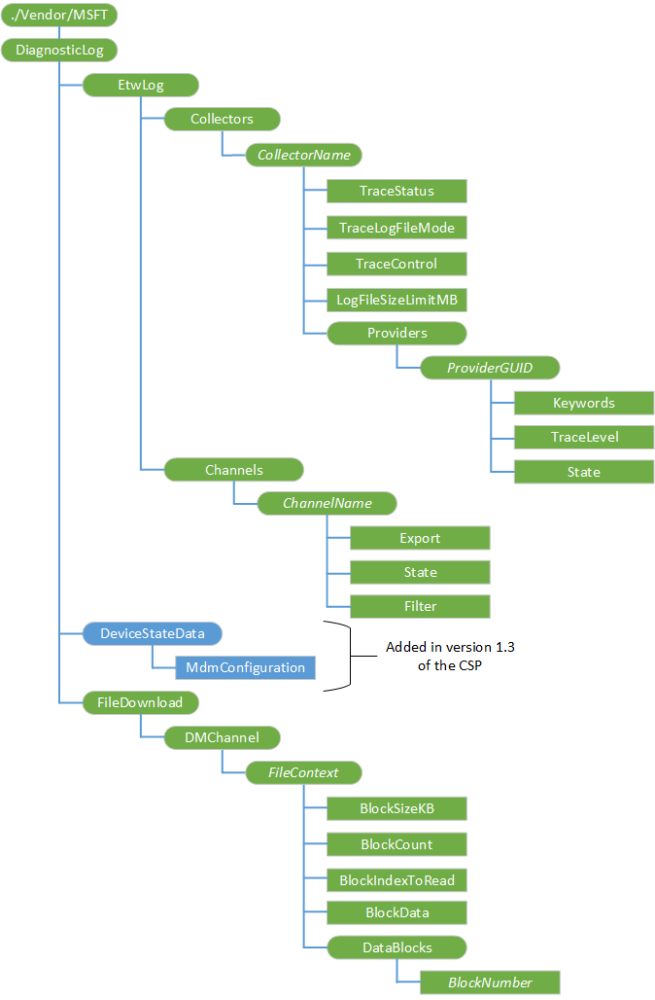 ./Vendor/MSFT
DiagnosticLog
EtwLog
Collectors
CollectorName
TraceStatus
TraceLogFileMode
TraceControl
LogFileSizeLimitMB
Providers
ProviderGUID
Keywords
TraceLevel
State
Channels
ChannelName
Export
State
Filter
DeviceStateData
MdmConfiguration
Added in version 1.3
of the CSP
FileDownload
DMChannel
FileContext
BlockSizeKB
BlockCount
BlockIndexToRead
BlockData
DataBlocks
BlockNumber